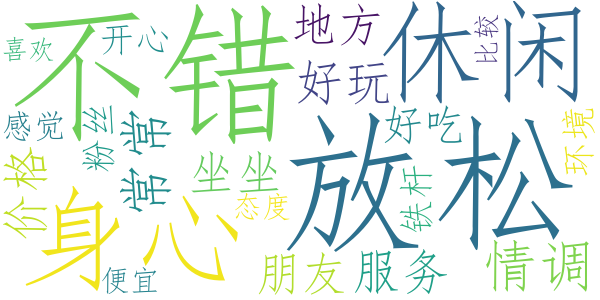 喜欢
开心
不错
地方
好玩
休闲
比较
感觉
粉丝
常常
坐坐
好吃
环境
价格
身心
态度
放松
铁杆
便宜
朋友
服务
情调